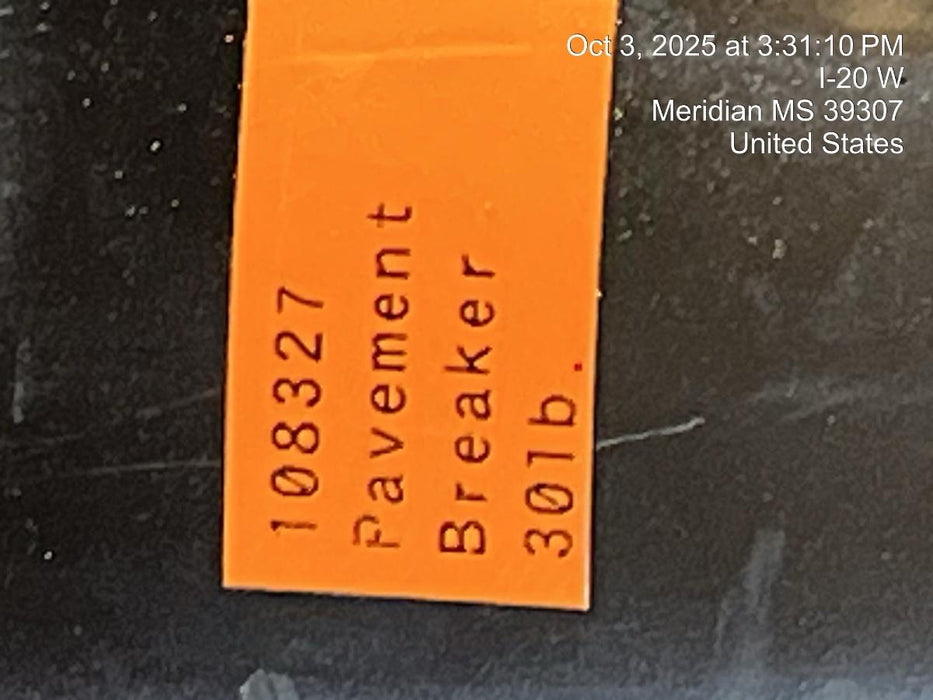 Oct 3, 2025 at 3:31:10 PM
I-20 W
Meridian MS 39307
United States
108327
Pavement
Breaker
30lb.